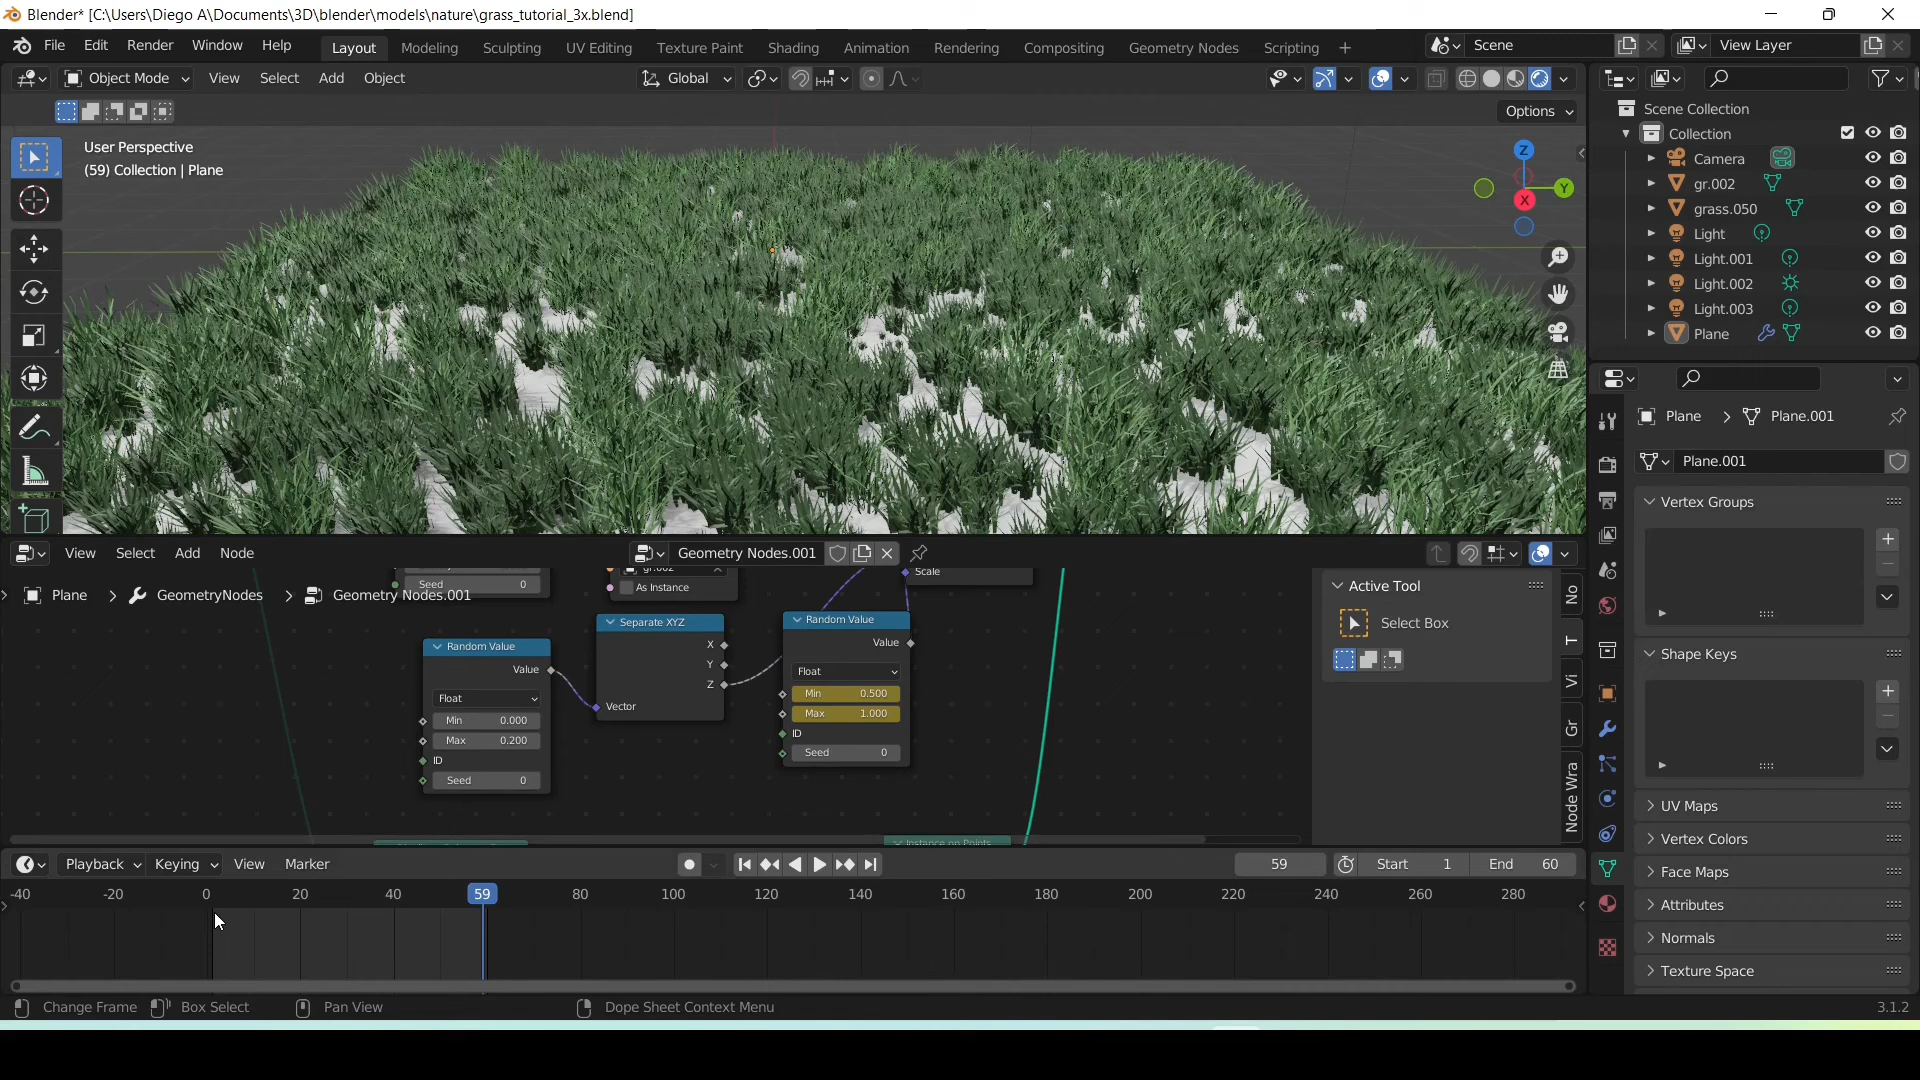 Blender* [C:\Users\Diego A\Documents\3D\blender\models\nature\grass_tutorial_3x.blend]
File Edit Render Window Help Layout Modeling Sculpting UV Editing Texture Paint Shading Animation Rendering Compositing Geometry Nodes Scripting + Scene View Layer
Object Mode View Select Add Object Global
Options
User Perspective
(59) Collection | Plane
Z
Y
X
Scene Collection
Collection
Camera
gr.002
grass.050
Light
Light.001
Light.002
Light.003
Plane
Plane > Plane.001
Plane.001
Vertex Groups
Shape Keys
UV Maps
Vertex Colors
Face Maps
Attributes
Normals
Texture Space
View Select Add Node Geometry Nodes.001
Plane > GeometryNodes > Geometry Nodes.001
Seed 0
gr.002
As Instance
Scale
Random Value
Value
Float
Min 0.000
Max 0.200
ID
Seed 0
Separate XYZ
X
Y
Z
Vector
Random Value
Value
Float
Min 0.500
Max 1.000
ID
Seed 0
Instance on Points
Active Tool
Select Box
No
T
Vi
Gr
Node Wra
Playback Keying View Marker 59 Start 1 End 60
-40 -20 0 20 40 59 80 100 120 140 160 180 200 220 240 260 280
Change Frame Box Select Pan View Dope Sheet Context Menu 3.1.2